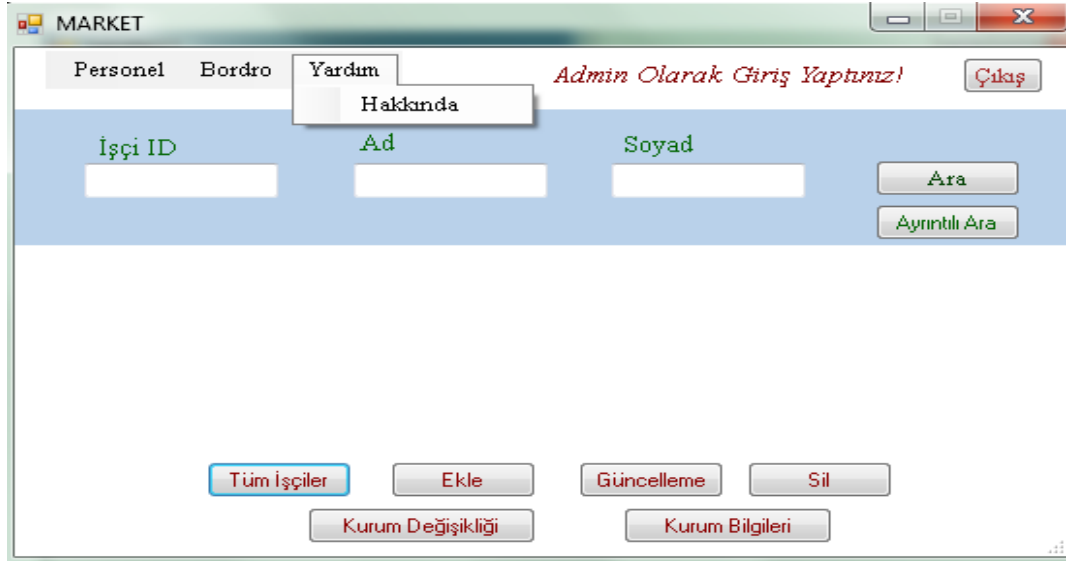 MARKET
Personel Bordro Yardım Admin Olarak Giriş Yaptınız! Çıkış
Hakkında
İşçi ID Ad Soyad
Ara
Ayrıntılı Ara
Tüm İşçiler Ekle Güncelleme Sil
Kurum Değişikliği Kurum Bilgileri